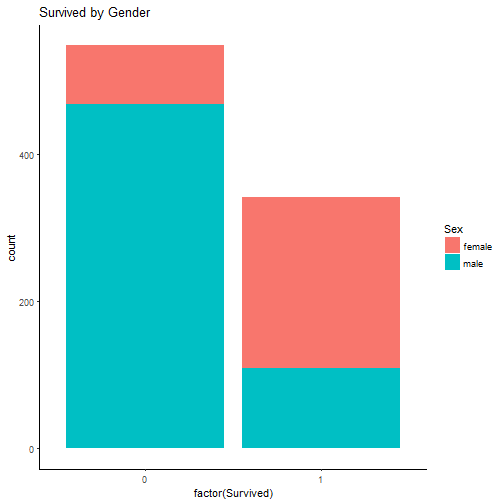 Survived by Gender
count
400
200
0
0
1
factor(Survived)
Sex
female
male